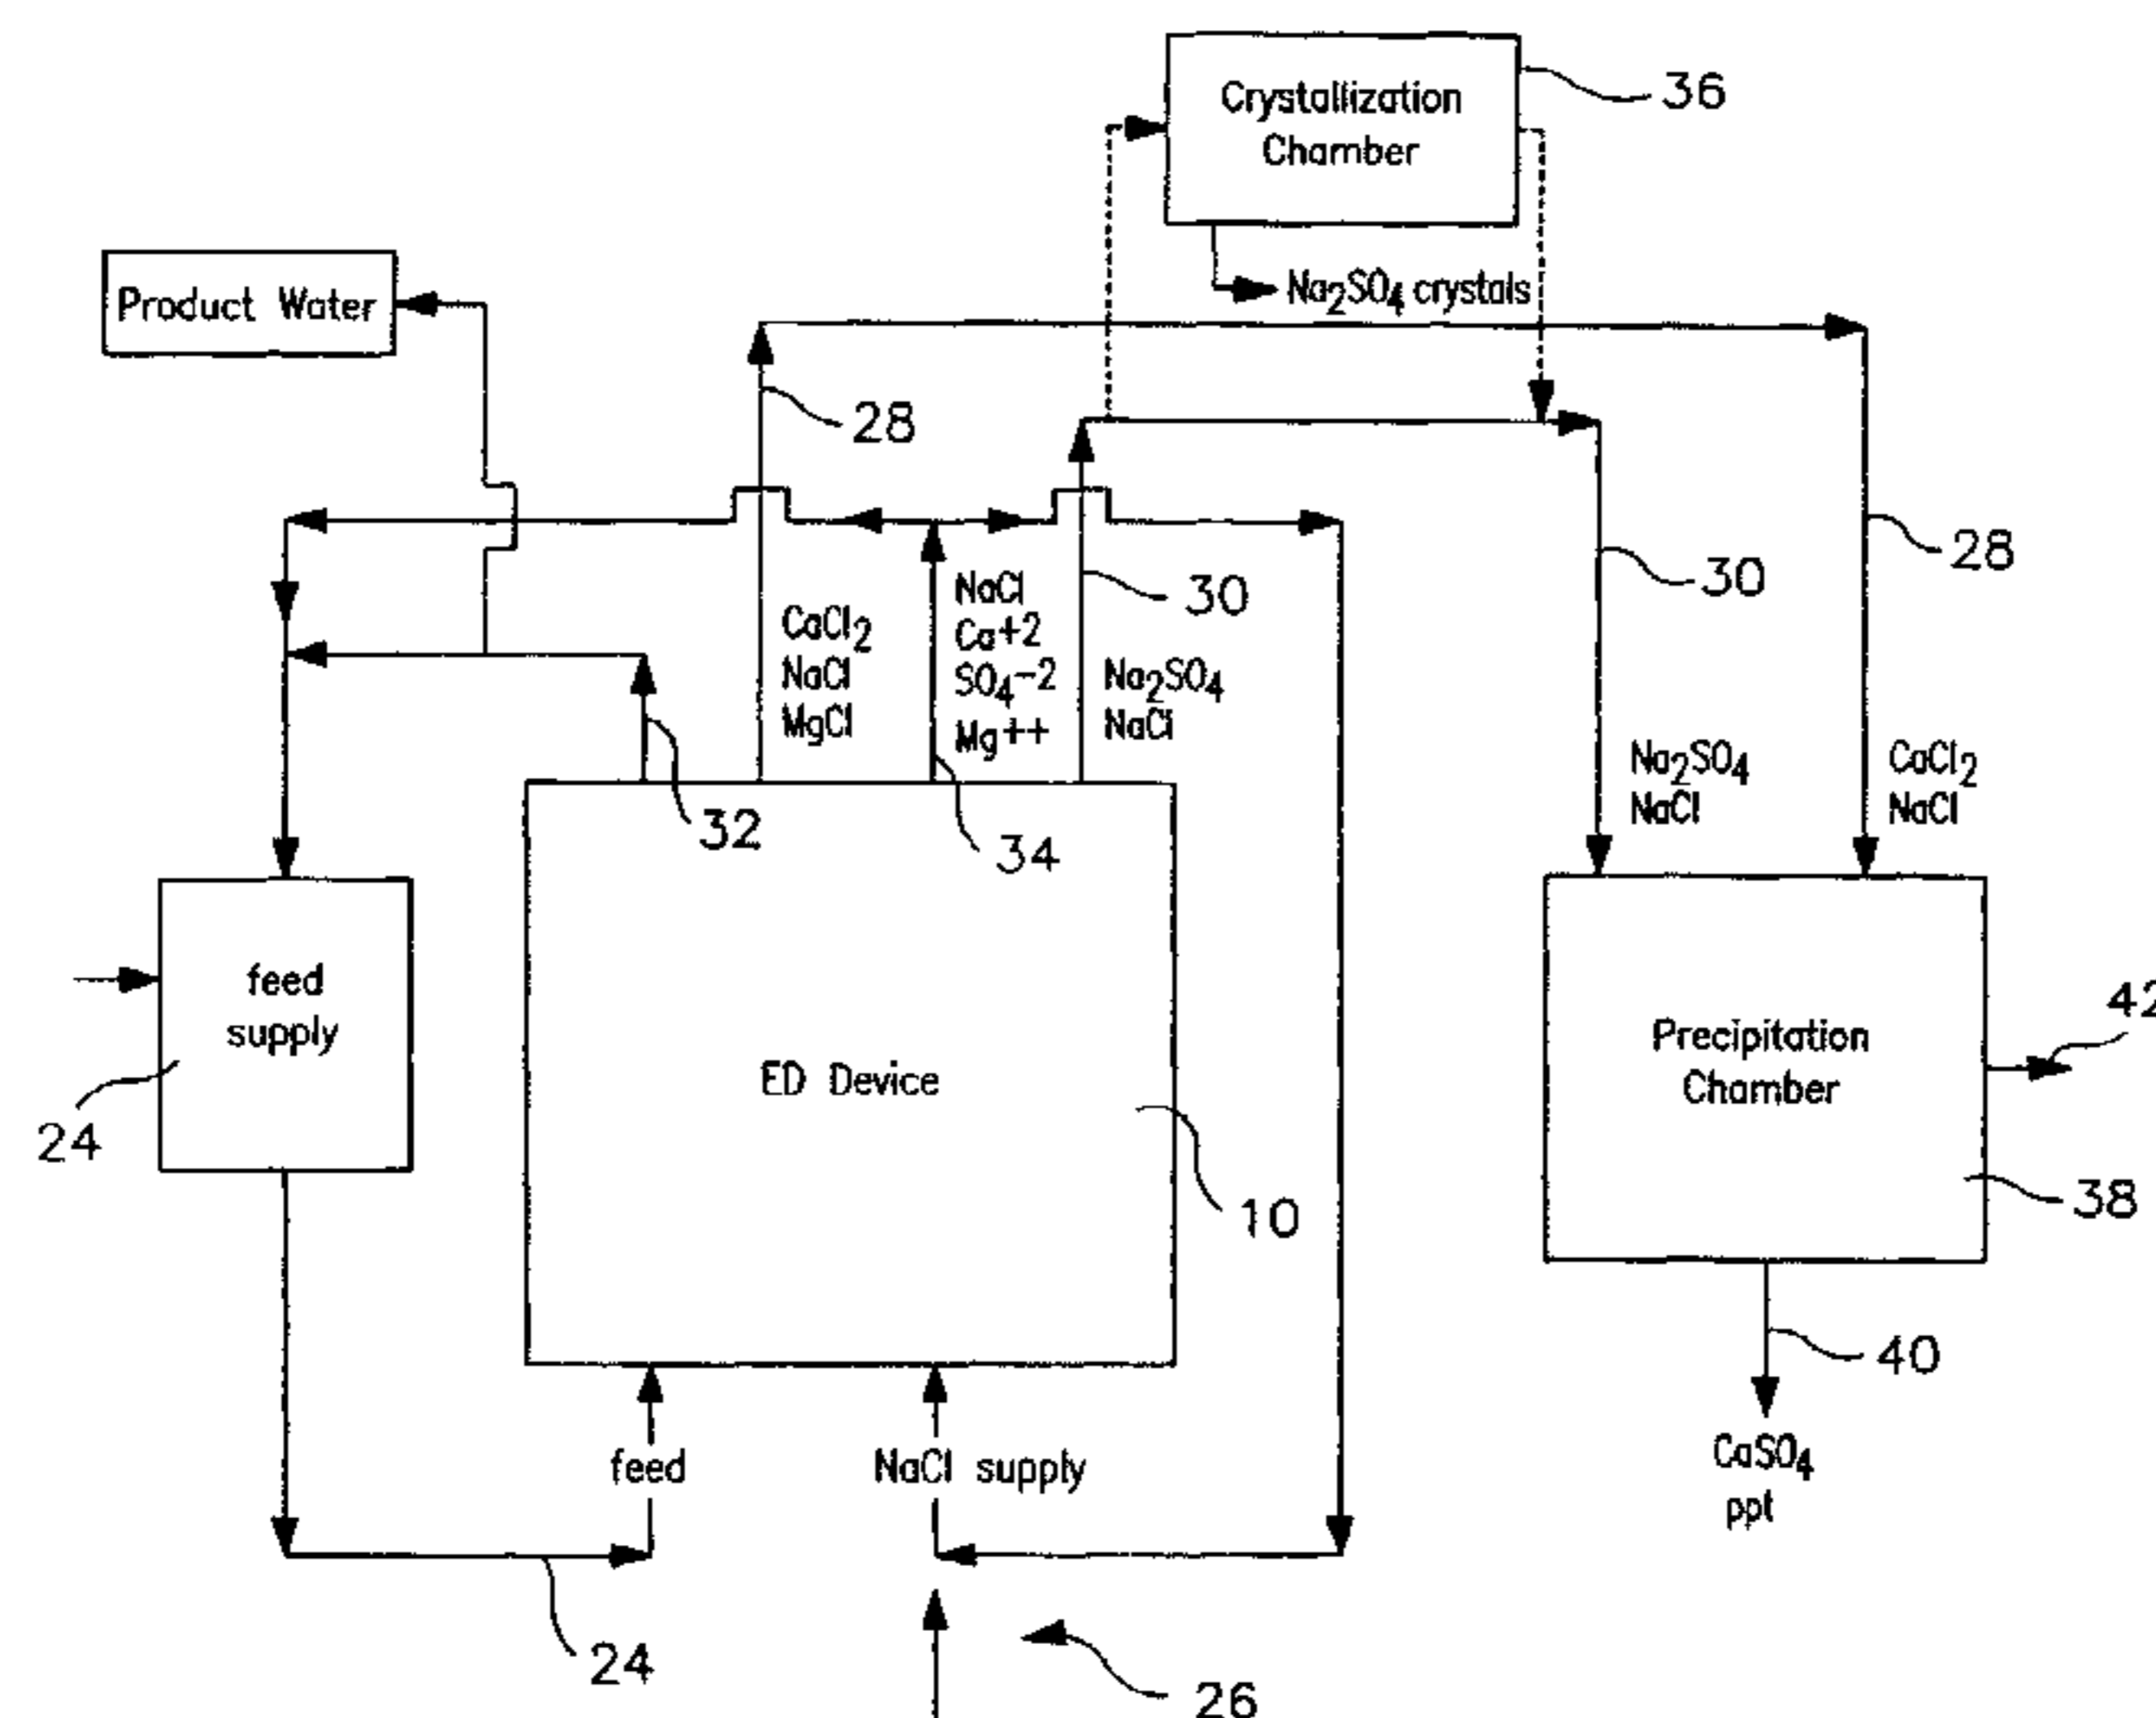 Crystallization
Chamber
36
Na2SO4 crystals
Product Water
28
28
30
30
NaCl
Ca+2
SO4-2
Mg++
CaCl2
NaCl
MgCl
Na2SO4
NaCl
Na2SO4
NaCl
CaCl2
NaCl
32
34
feed
supply
24
ED Device
10
Precipitation
Chamber
42
38
40
CaSO4
ppt
feed
NaCl supply
24
26